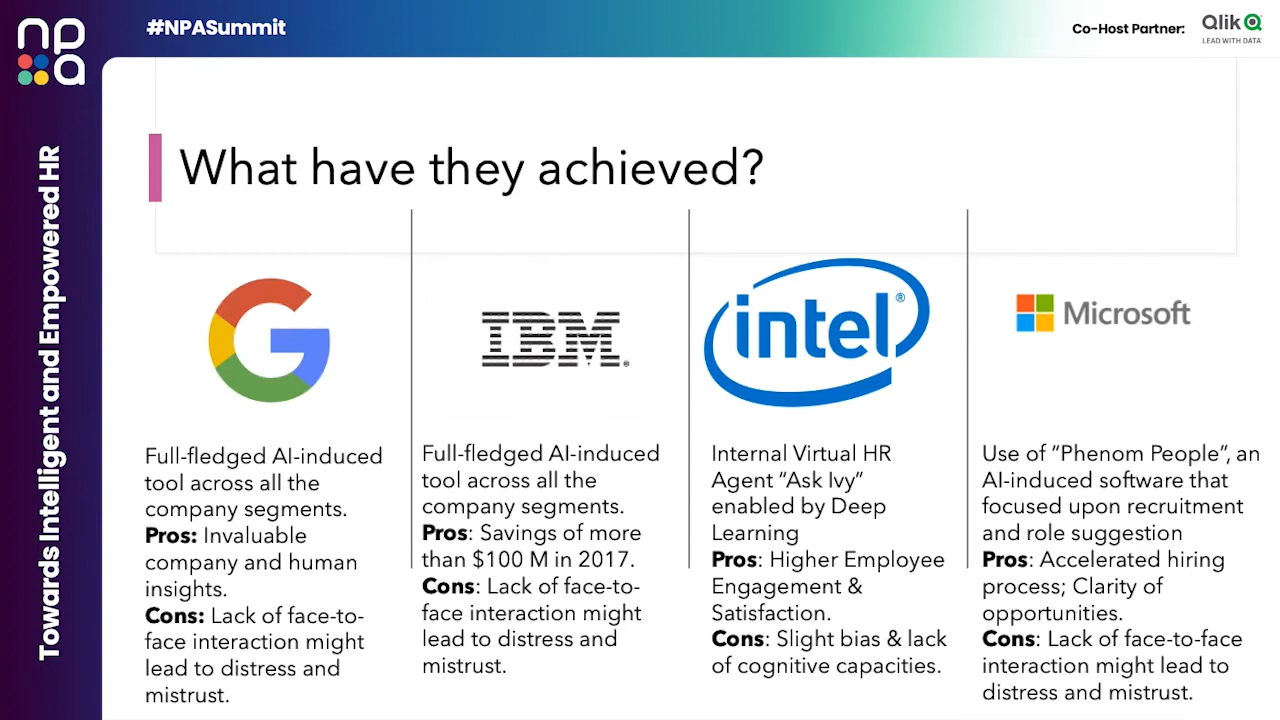 npa
#NPASummit
Co-Host Partner:
Qlik
LEAD WITH DATA
Towards Intelligent and Empowered HR
What have they achieved?
G
Full-fledged AI-induced
tool across all the
company segments.
Pros: Invaluable
company and human
insights.
Cons: Lack of face-to-
face interaction might
lead to distress and
mistrust.
IBM®
Full-fledged AI-induced
tool across all the
company segments.
Pros: Savings of more
than $100 M in 2017.
Cons: Lack of face-to-
face interaction might
lead to distress and
mistrust.
intel®
Internal Virtual HR
Agent “Ask Ivy”
enabled by Deep
Learning
Pros: Higher Employee
Engagement &
Satisfaction.
Cons: Slight bias & lack
of cognitive capacities.
Microsoft
Use of “Phenom People”, an
AI-induced software that
focused upon recruitment
and role suggestion
Pros: Accelerated hiring
process; Clarity of
opportunities.
Cons: Lack of face-to-face
interaction might lead to
distress and mistrust.